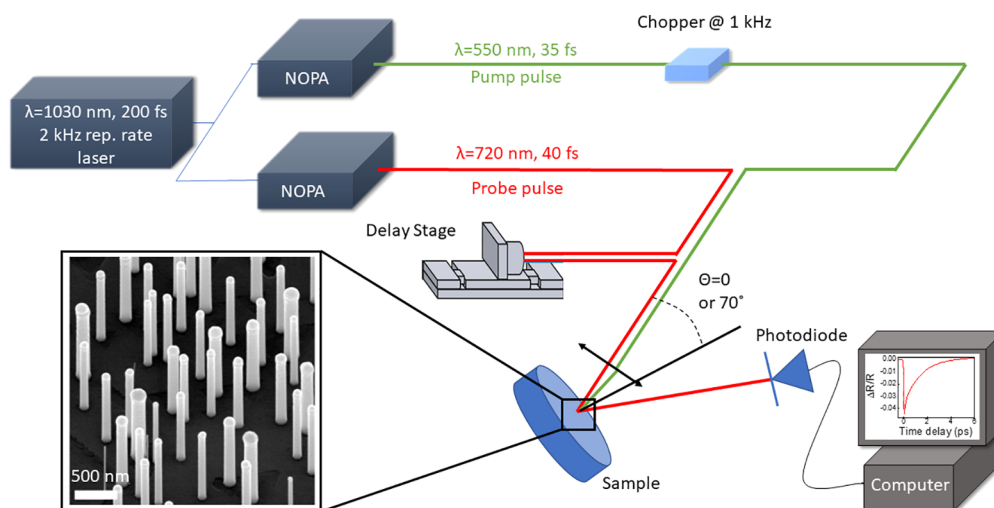 Chopper @ 1 kHz
λ=550 nm, 35 fs
Pump pulse
NOPA
λ=1030 nm, 200 fs
2 kHz rep. rate
laser
λ=720 nm, 40 fs
Probe pulse
NOPA
Delay Stage
Θ=0
or 70˚
Photodiode
ΔR/R
0.00
-0.01
-0.02
-0.03
-0.04
0 2 4 6
Time delay (ps)
500 nm
Sample
Computer